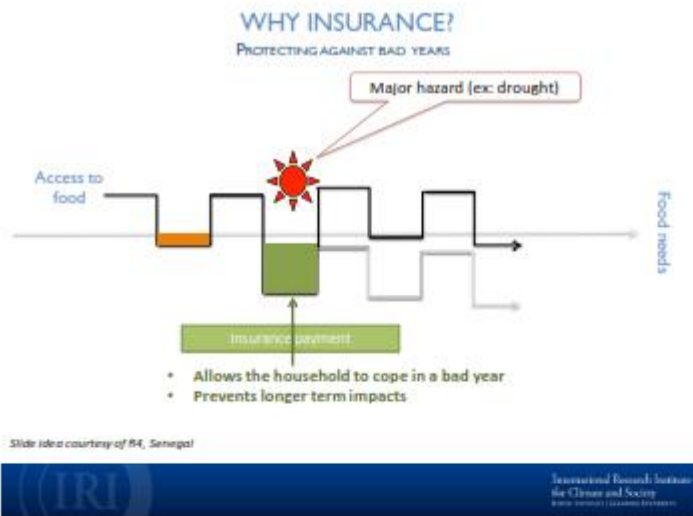 WHY INSURANCE?
PROTECTING AGAINST BAD YEARS
Major hazard (ex: drought)
Access to
food
Food needs
Insurance payment
• Allows the household to cope in a bad year
• Prevents longer term impacts
Slide idea courtesy of R4, Senegal
IRI
International Research Institute
for Climate and Society